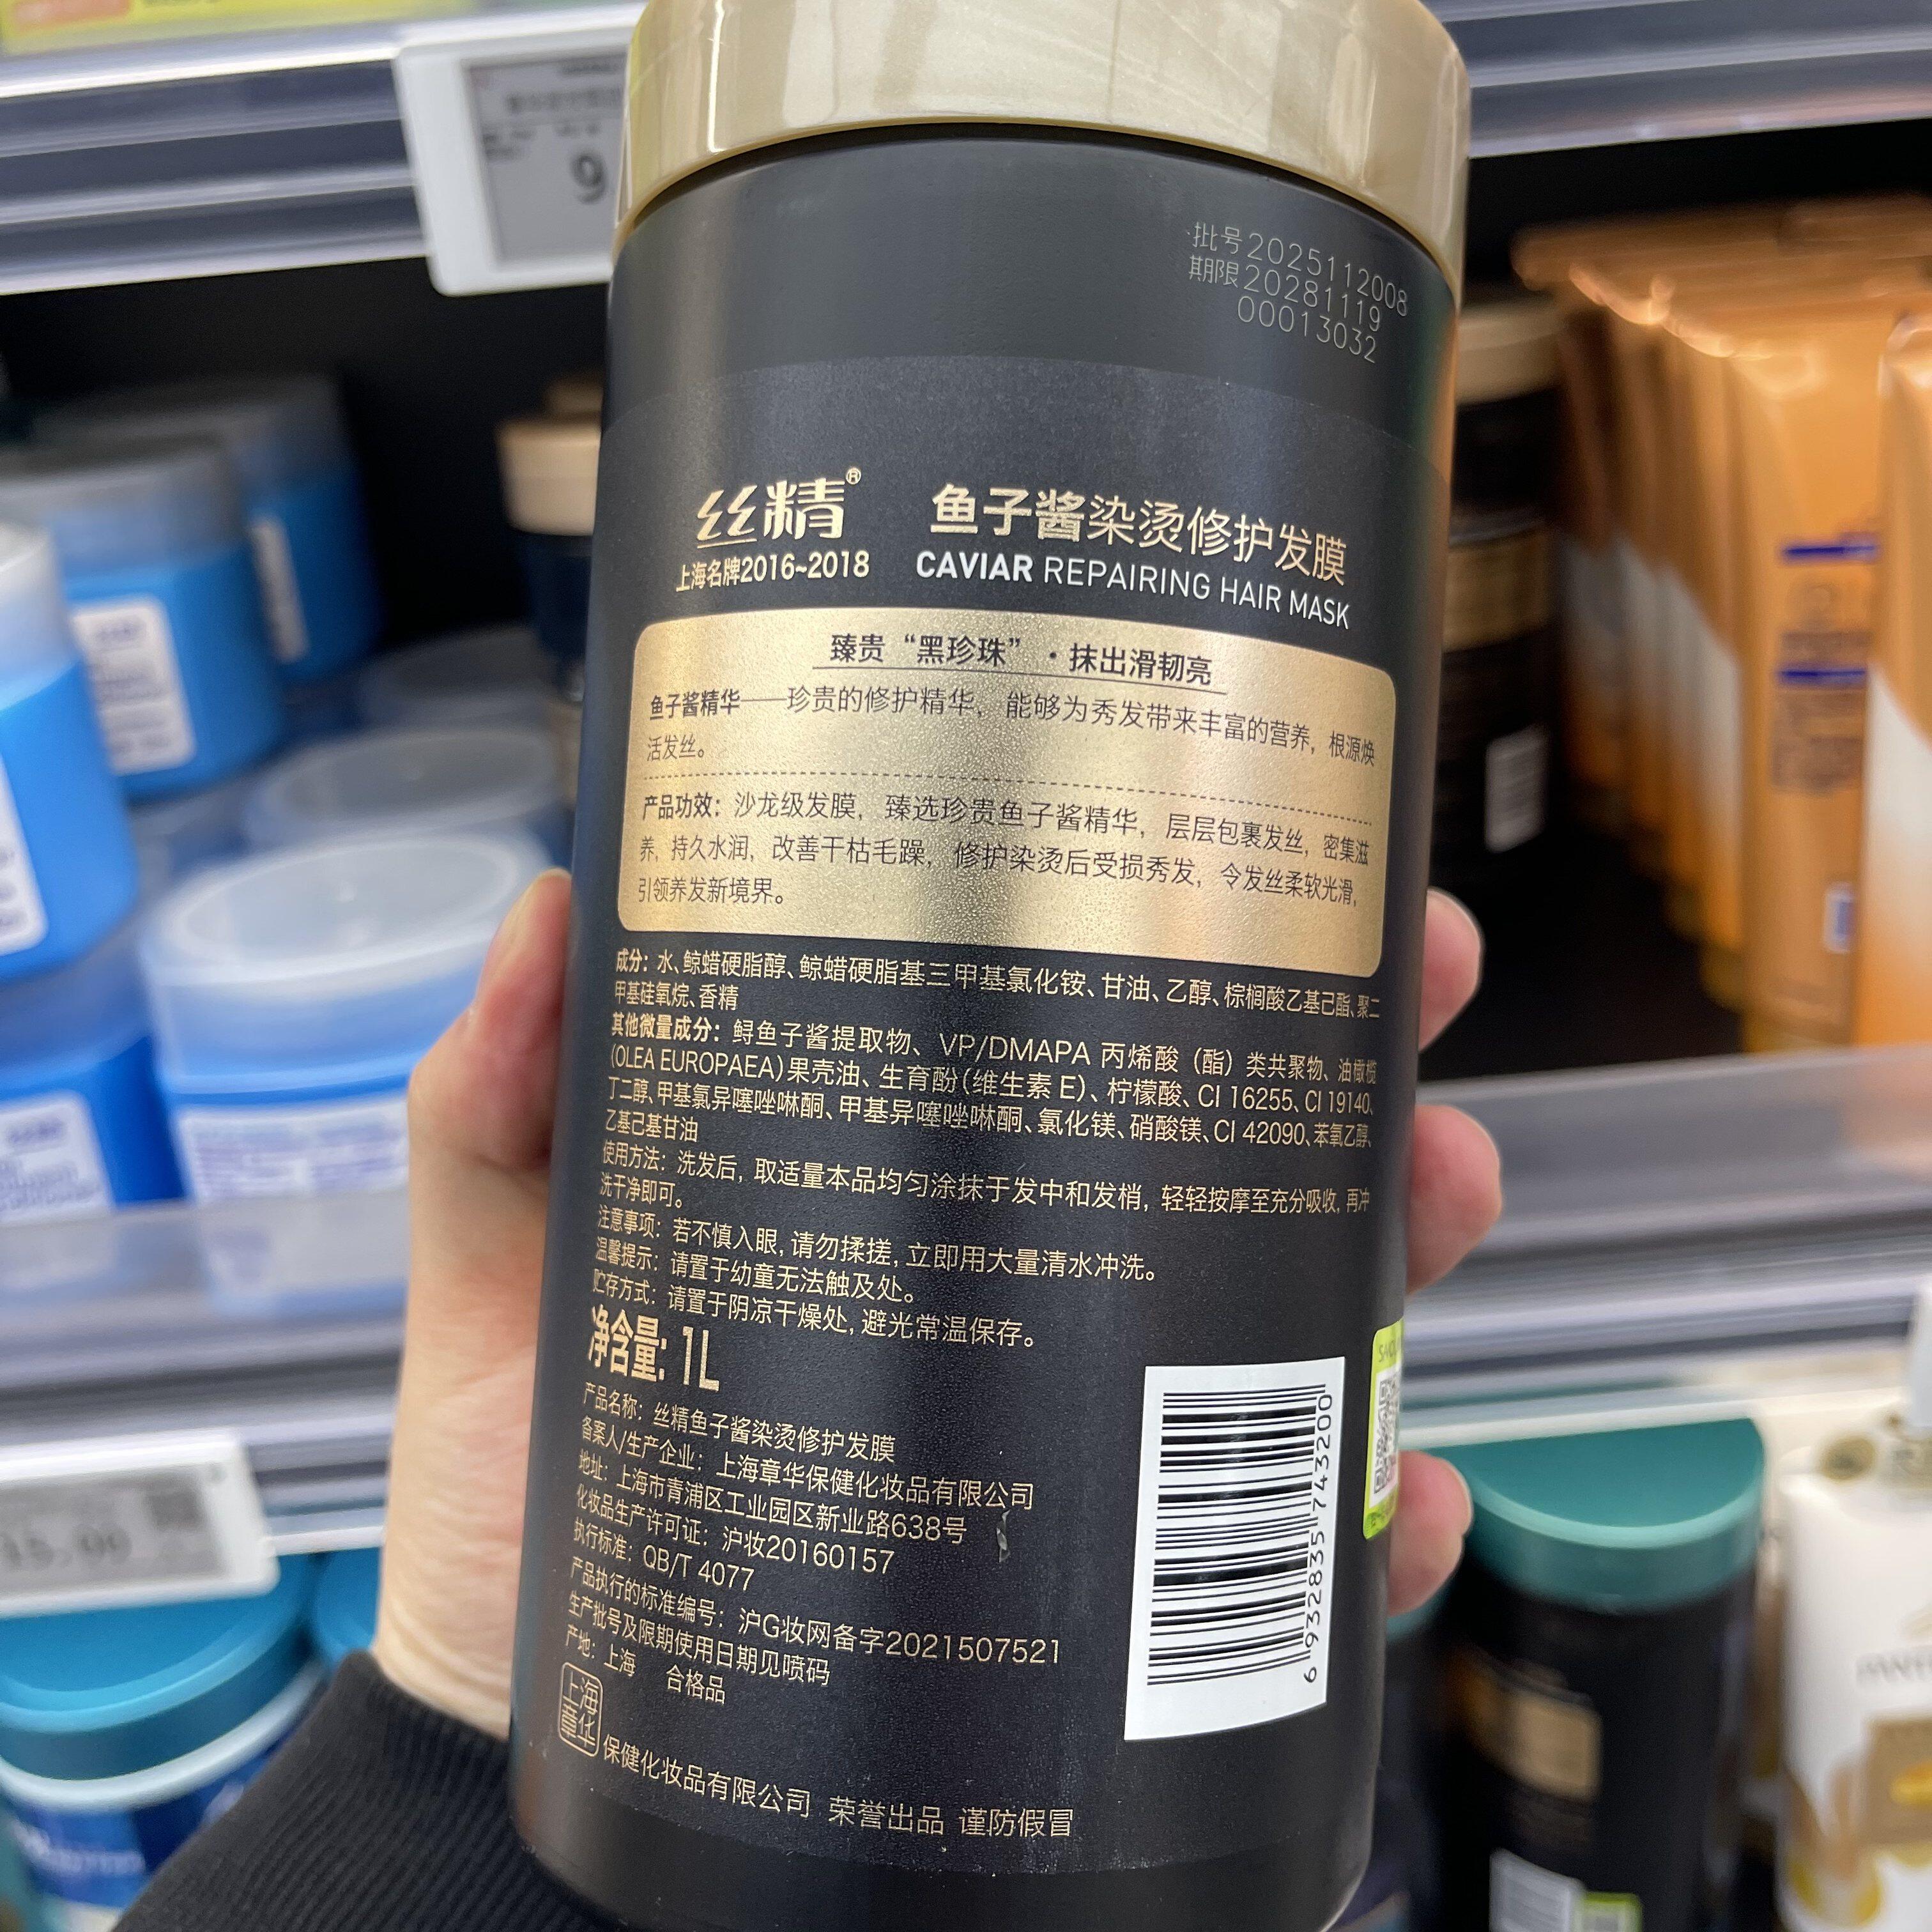 9
批号2025112008
期限20281119
00013032
丝精®
上海名牌2016~2018
鱼子酱染烫修护发膜
CAVIAR REPAIRING HAIR MASK
臻贵“黑珍珠”·抹出滑韧亮
鱼子酱精华——珍贵的修护精华，能够为秀发带来丰富的营养，根源焕
活发丝。
产品功效：沙龙级发膜，臻选珍贵鱼子酱精华，层层包裹发丝，密集滋
养，持久水润，改善干枯毛躁，修护染烫后受损秀发，令发丝柔软光滑，
引领养发新境界。
成分：水、鲸蜡硬脂醇、鲸蜡硬脂基三甲基氯化铵、甘油、乙醇、棕榈酸乙基己酯、聚二
甲基硅氧烷、香精
其他微量成分：鲟鱼子酱提取物、VP/DMAPA 丙烯酸（酯）类共聚物、油橄榄
(OLEA EUROPAEA)果壳油、生育酚(维生素 E)、柠檬酸、CI 16255、CI 19140、
丁二醇、甲基氯异噻唑啉酮、甲基异噻唑啉酮、氯化镁、硝酸镁、CI 42090、苯氧乙醇、
乙基己基甘油
使用方法：洗发后，取适量本品均匀涂抹于发中和发梢，轻轻按摩至充分吸收，再冲
洗干净即可。
注意事项：若不慎入眼，请勿揉搓，立即用大量清水冲洗。
温馨提示：请置于幼童无法触及处。
贮存方式：请置于阴凉干燥处，避光常温保存。
净含量：1L
产品名称：丝精鱼子酱染烫修护发膜
备案人/生产企业：上海章华保健化妆品有限公司
地址：上海市青浦区工业园区新业路638号
化妆品生产许可证：沪妆20160157
执行标准：QB/T 4077
产品执行的标准编号：沪G妆网备字2021507521
生产批号及限期使用日期见喷码
产地：上海 合格品
上海章华 保健化妆品有限公司 荣誉出品 谨防假冒
6932835743200